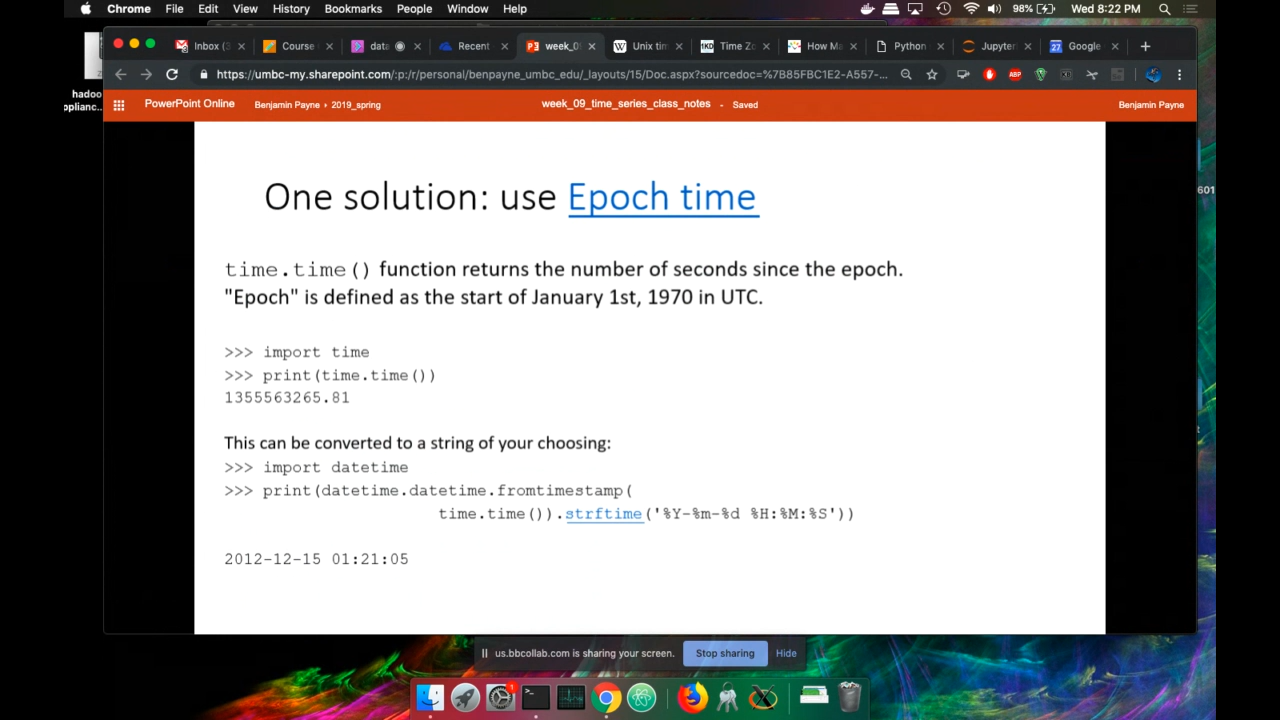 Chrome File Edit View History Bookmarks People Window Help 98% Wed 8:22 PM
Inbox (3 Course data Recent week_0 Unix tim Time Zo How Ma Python Jupyter Google
https://umbc-my.sharepoint.com/:p:/r/personal/benpayne_umbc_edu/_layouts/15/Doc.aspx?sourcedoc=%7B85FBC1E2-A557-...
hadoo
pplianc...
PowerPoint Online Benjamin Payne › 2019_spring week_09_time_series_class_notes - Saved Benjamin Payne
One solution: use Epoch time
601
time.time() function returns the number of seconds since the epoch.
"Epoch" is defined as the start of January 1st, 1970 in UTC.
>>> import time
>>> print(time.time())
1355563265.81
This can be converted to a string of your choosing:
>>> import datetime
>>> print(datetime.datetime.fromtimestamp(
time.time()).strftime('%Y-%m-%d %H:%M:%S'))
2012-12-15 01:21:05
us.bbcollab.com is sharing your screen. Stop sharing Hide